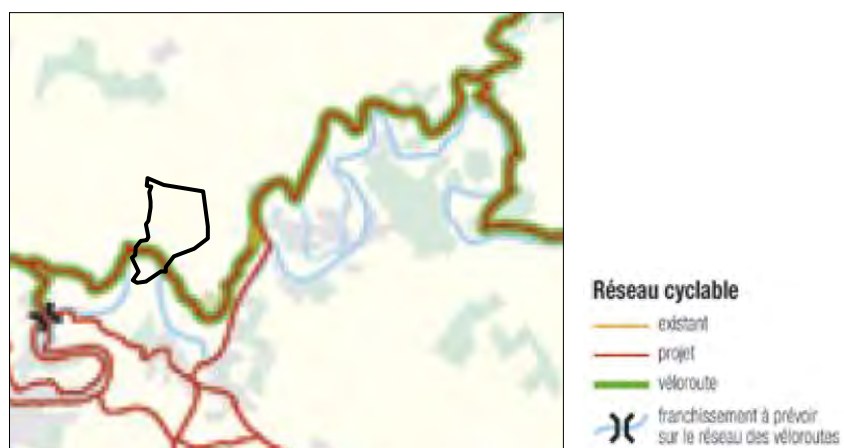 Réseau cyclable
existant
projet
véloroute
franchissement à prévoir
sur le réseau des véloroutes